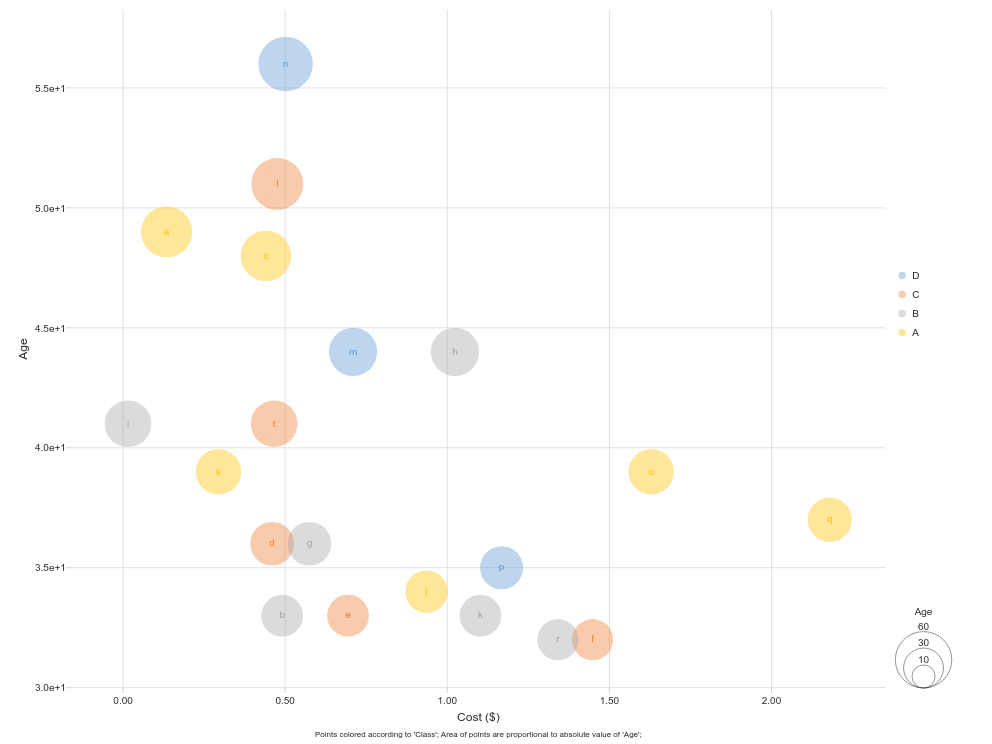 n
5.5e+1
l
5.0e+1
a
c
D
C
B
A
4.5e+1
m
h
Age
i
t
4.0e+1
s
o
q
d
g
3.5e+1
p
j
b
e
k
r
f
Age
60
30
10
3.0e+1
0.00 0.50 1.00 1.50 2.00
Cost ($)
Points colored according to 'Class'; Area of points are proportional to absolute value of 'Age';